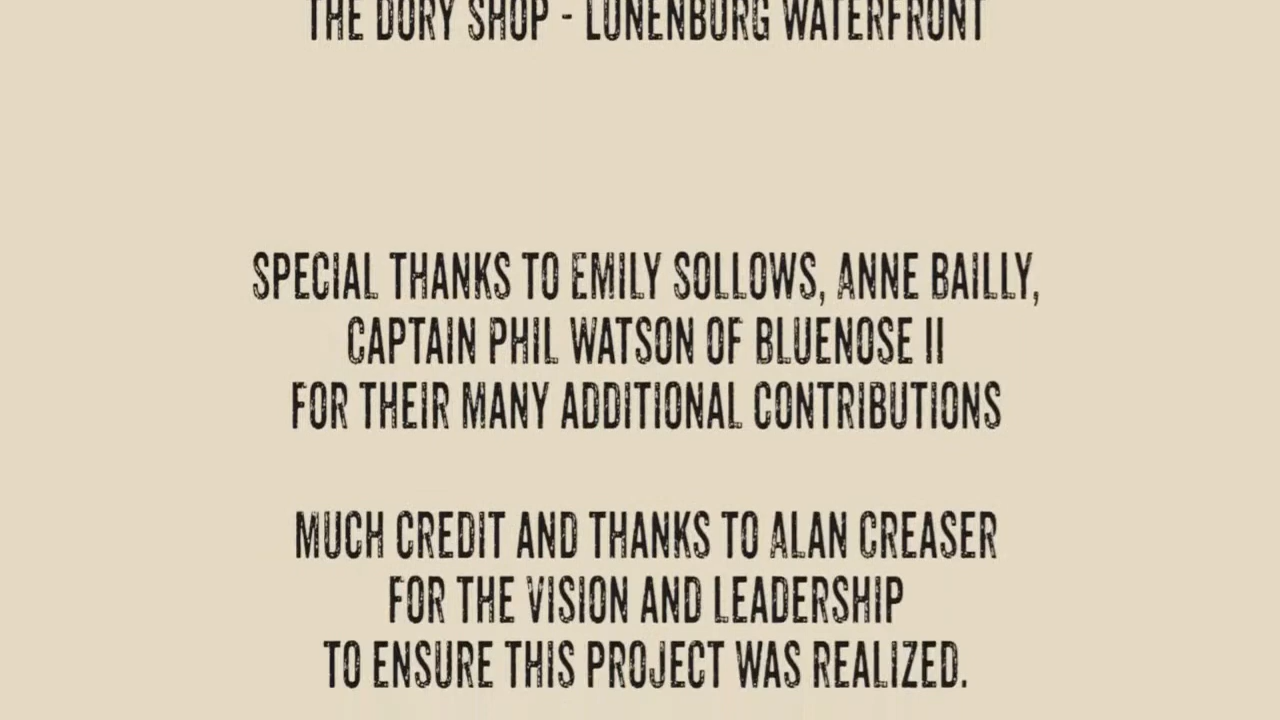 THE DORY SHOP - LUNENBURG WATERFRONT
SPECIAL THANKS TO EMILY SOLLOWS, ANNE BAILLY,
CAPTAIN PHIL WATSON OF BLUENOSE II
FOR THEIR MANY ADDITIONAL CONTRIBUTIONS
MUCH CREDIT AND THANKS TO ALAN CREASER
FOR THE VISION AND LEADERSHIP
TO ENSURE THIS PROJECT WAS REALIZED.